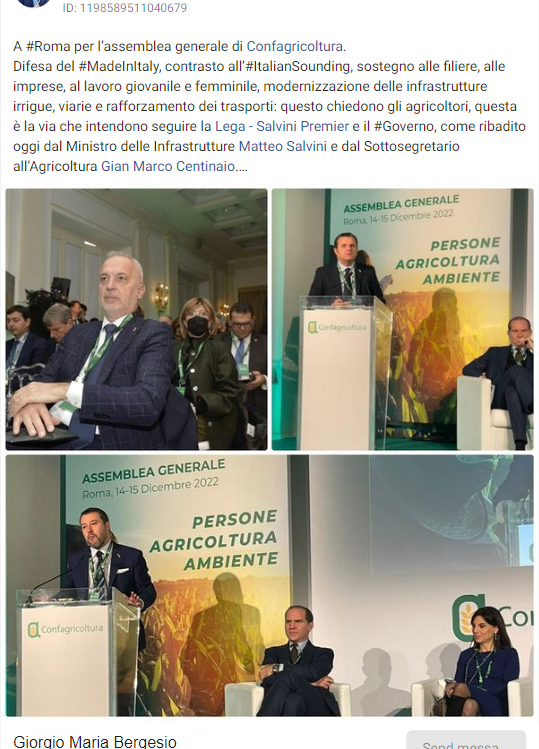 ID: 1198589511040679
A #Roma per l'assemblea generale di Confagricoltura.
Difesa del #MadeInItaly, contrasto all'#ItalianSounding, sostegno alle filiere, alle
imprese, al lavoro giovanile e femminile, modernizzazione delle infrastrutture
irrigue, viarie e rafforzamento dei trasporti: questo chiedono gli agricoltori, questa
è la via che intendono seguire la Lega - Salvini Premier e il #Governo, come ribadito
oggi dal Ministro delle Infrastrutture Matteo Salvini e dal Sottosegretario
all'Agricoltura Gian Marco Centinaio....
ASSEMBLEA GENERALE
Roma, 14-15 Dicembre 2022
PERSONE
AGRICOLTURA
AMBIENTE
Confagricoltura
ASSEMBLEA GENERALE
Roma, 14-15 Dicembre 2022
PERSONE
AGRICOLTURA
AMBIENTE
Confagricoltura
Con
Giorgio Maria Bergesio
Send messa